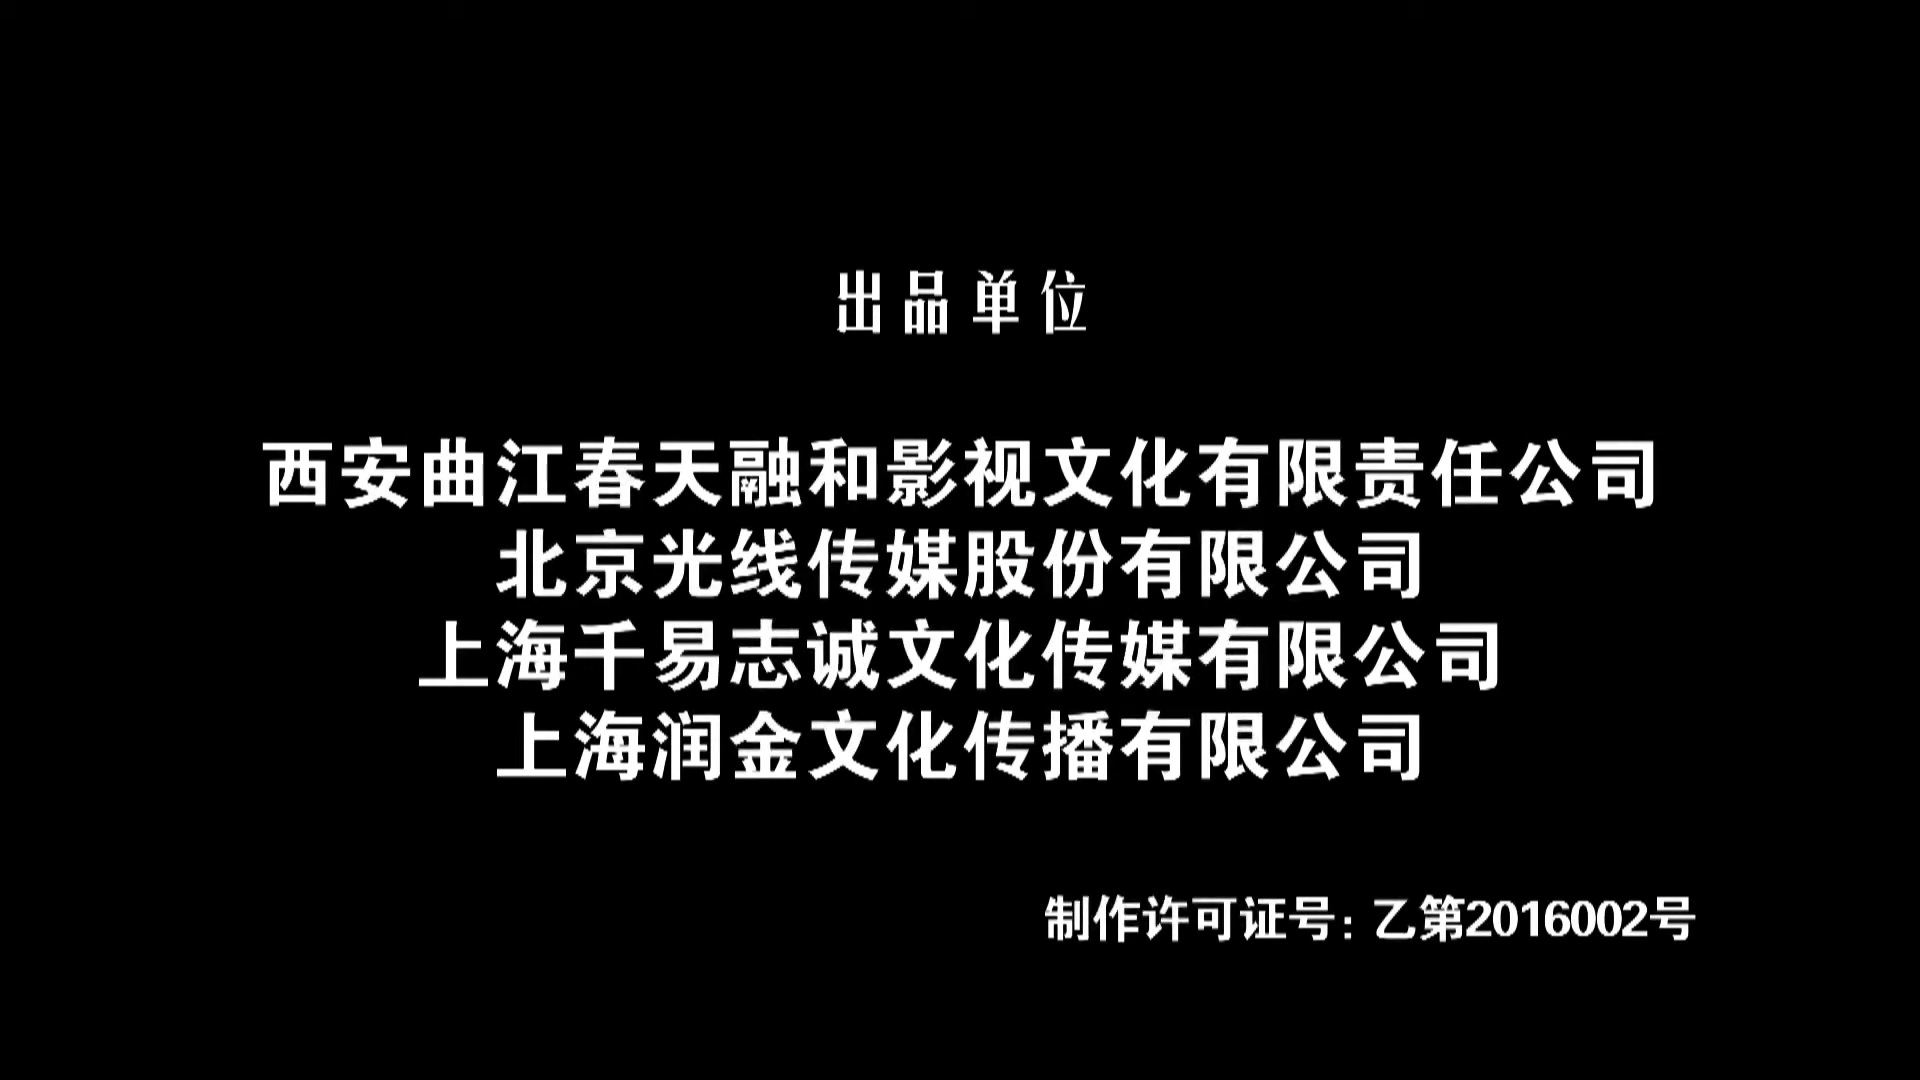 出品单位
西安曲江春天融和影视文化有限责任公司
北京光线传媒股份有限公司
上海千易志诚文化传媒有限公司
上海润金文化传播有限公司
制作许可证号：乙第2016002号